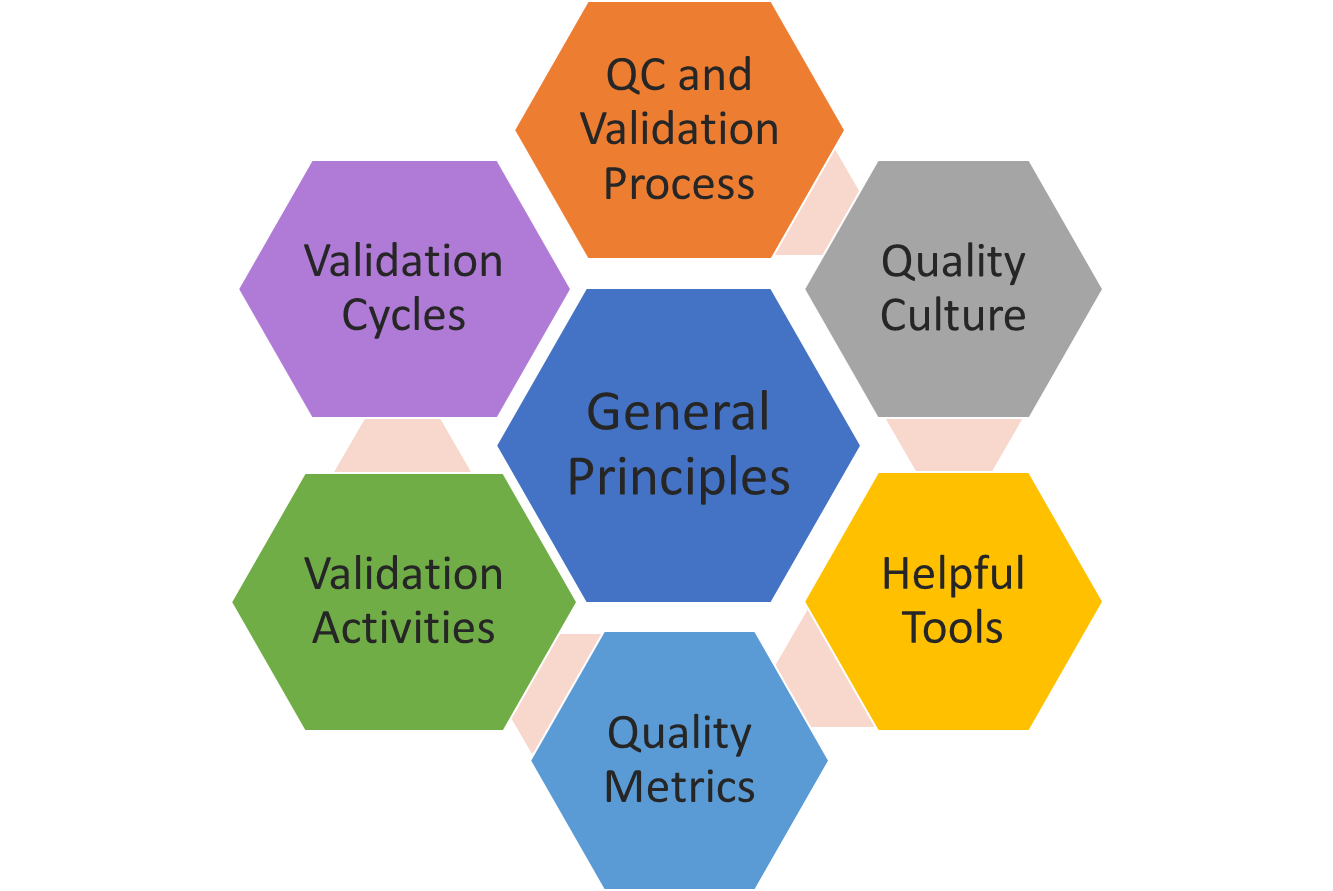 QC and
Validation
Process
Validation
Cycles
Quality
Culture
General
Principles
Validation
Activities
Helpful
Tools
Quality
Metrics